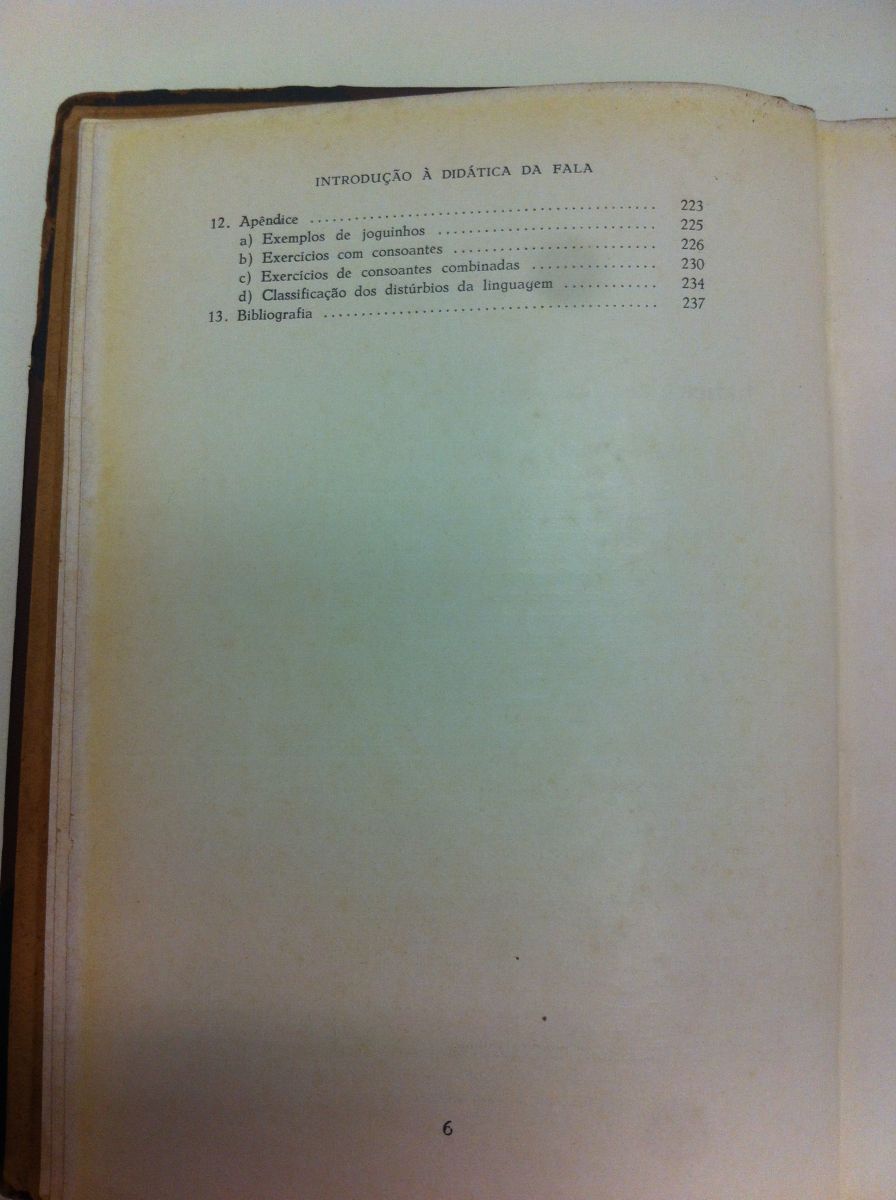 INTRODUÇÃO À DIDÁTICA DA FALA
12. Apêndice ............................................. 223
a) Exemplos de joguinhos ............................. 225
b) Exercícios com consoantes ........................... 226
c) Exercícios de consoantes combinadas ................. 230
d) Classificação dos distúrbios da linguagem ............ 234
13. Bibliografia ............................................. 237
6